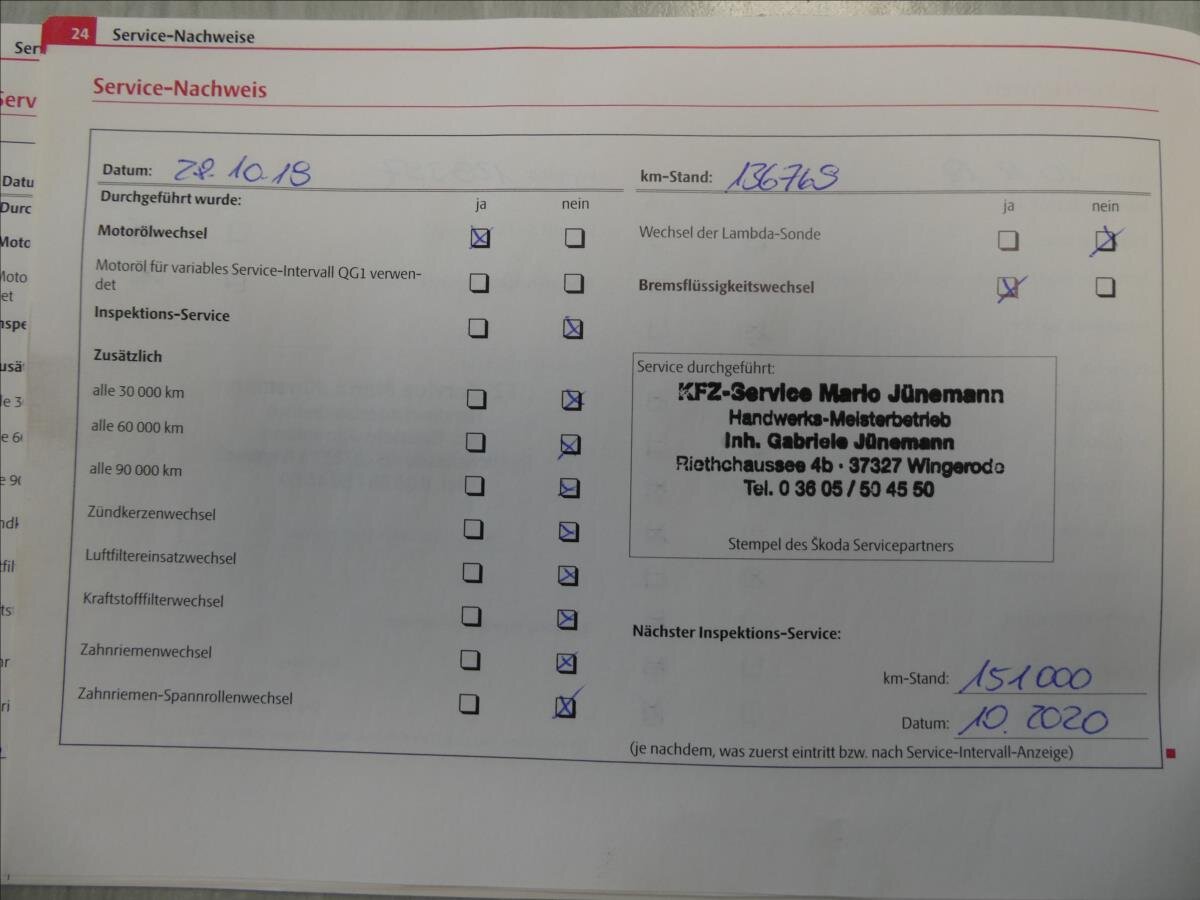 24 Service-Nachweise
Service-Nachweis
Datum: 28.10.19
Durchgeführt wurde:
ja nein
Motorölwechsel
Motoröl für variables Service-Intervall QG1 verwen-
det
Inspektions-Service
Zusätzlich
alle 30 000 km
alle 60 000 km
alle 90 000 km
Zündkerzenwechsel
Luftfiltereinsatzwechsel
Kraftstofffilterwechsel
Zahnriemenwechsel
Zahnriemen-Spannrollenwechsel
km-Stand: 136769
ja nein
Wechsel der Lambda-Sonde
Bremsflüssigkeitswechsel
Service durchgeführt:
KFZ-Service Mario Jünemann
Handwerks-Meisterbetrieb
Inh. Gabriele Jünemann
Riethchaussee 4b · 37327 Wingerode
Tel. 0 36 05 / 50 45 50
Stempel des Škoda Servicepartners
Nächster Inspektions-Service:
km-Stand: 151000
Datum: 10. 2020
(je nachdem, was zuerst eintritt bzw. nach Service-Intervall-Anzeige)